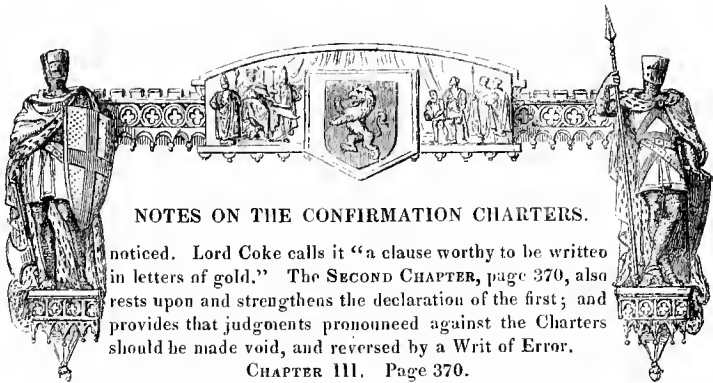 NOTES ON THE CONFIRMATION CHARTERS.
noticed. Lord Coke calls it “a clause worthy to be written
in letters of gold.” The SECOND CHAPTER, page 370, also
rests upon and strengthens the declaration of the first; and
provides that judgments pronounced against the Charters
should be made void, and reversed by a Writ of Error.
CHAPTER III. Page 370.